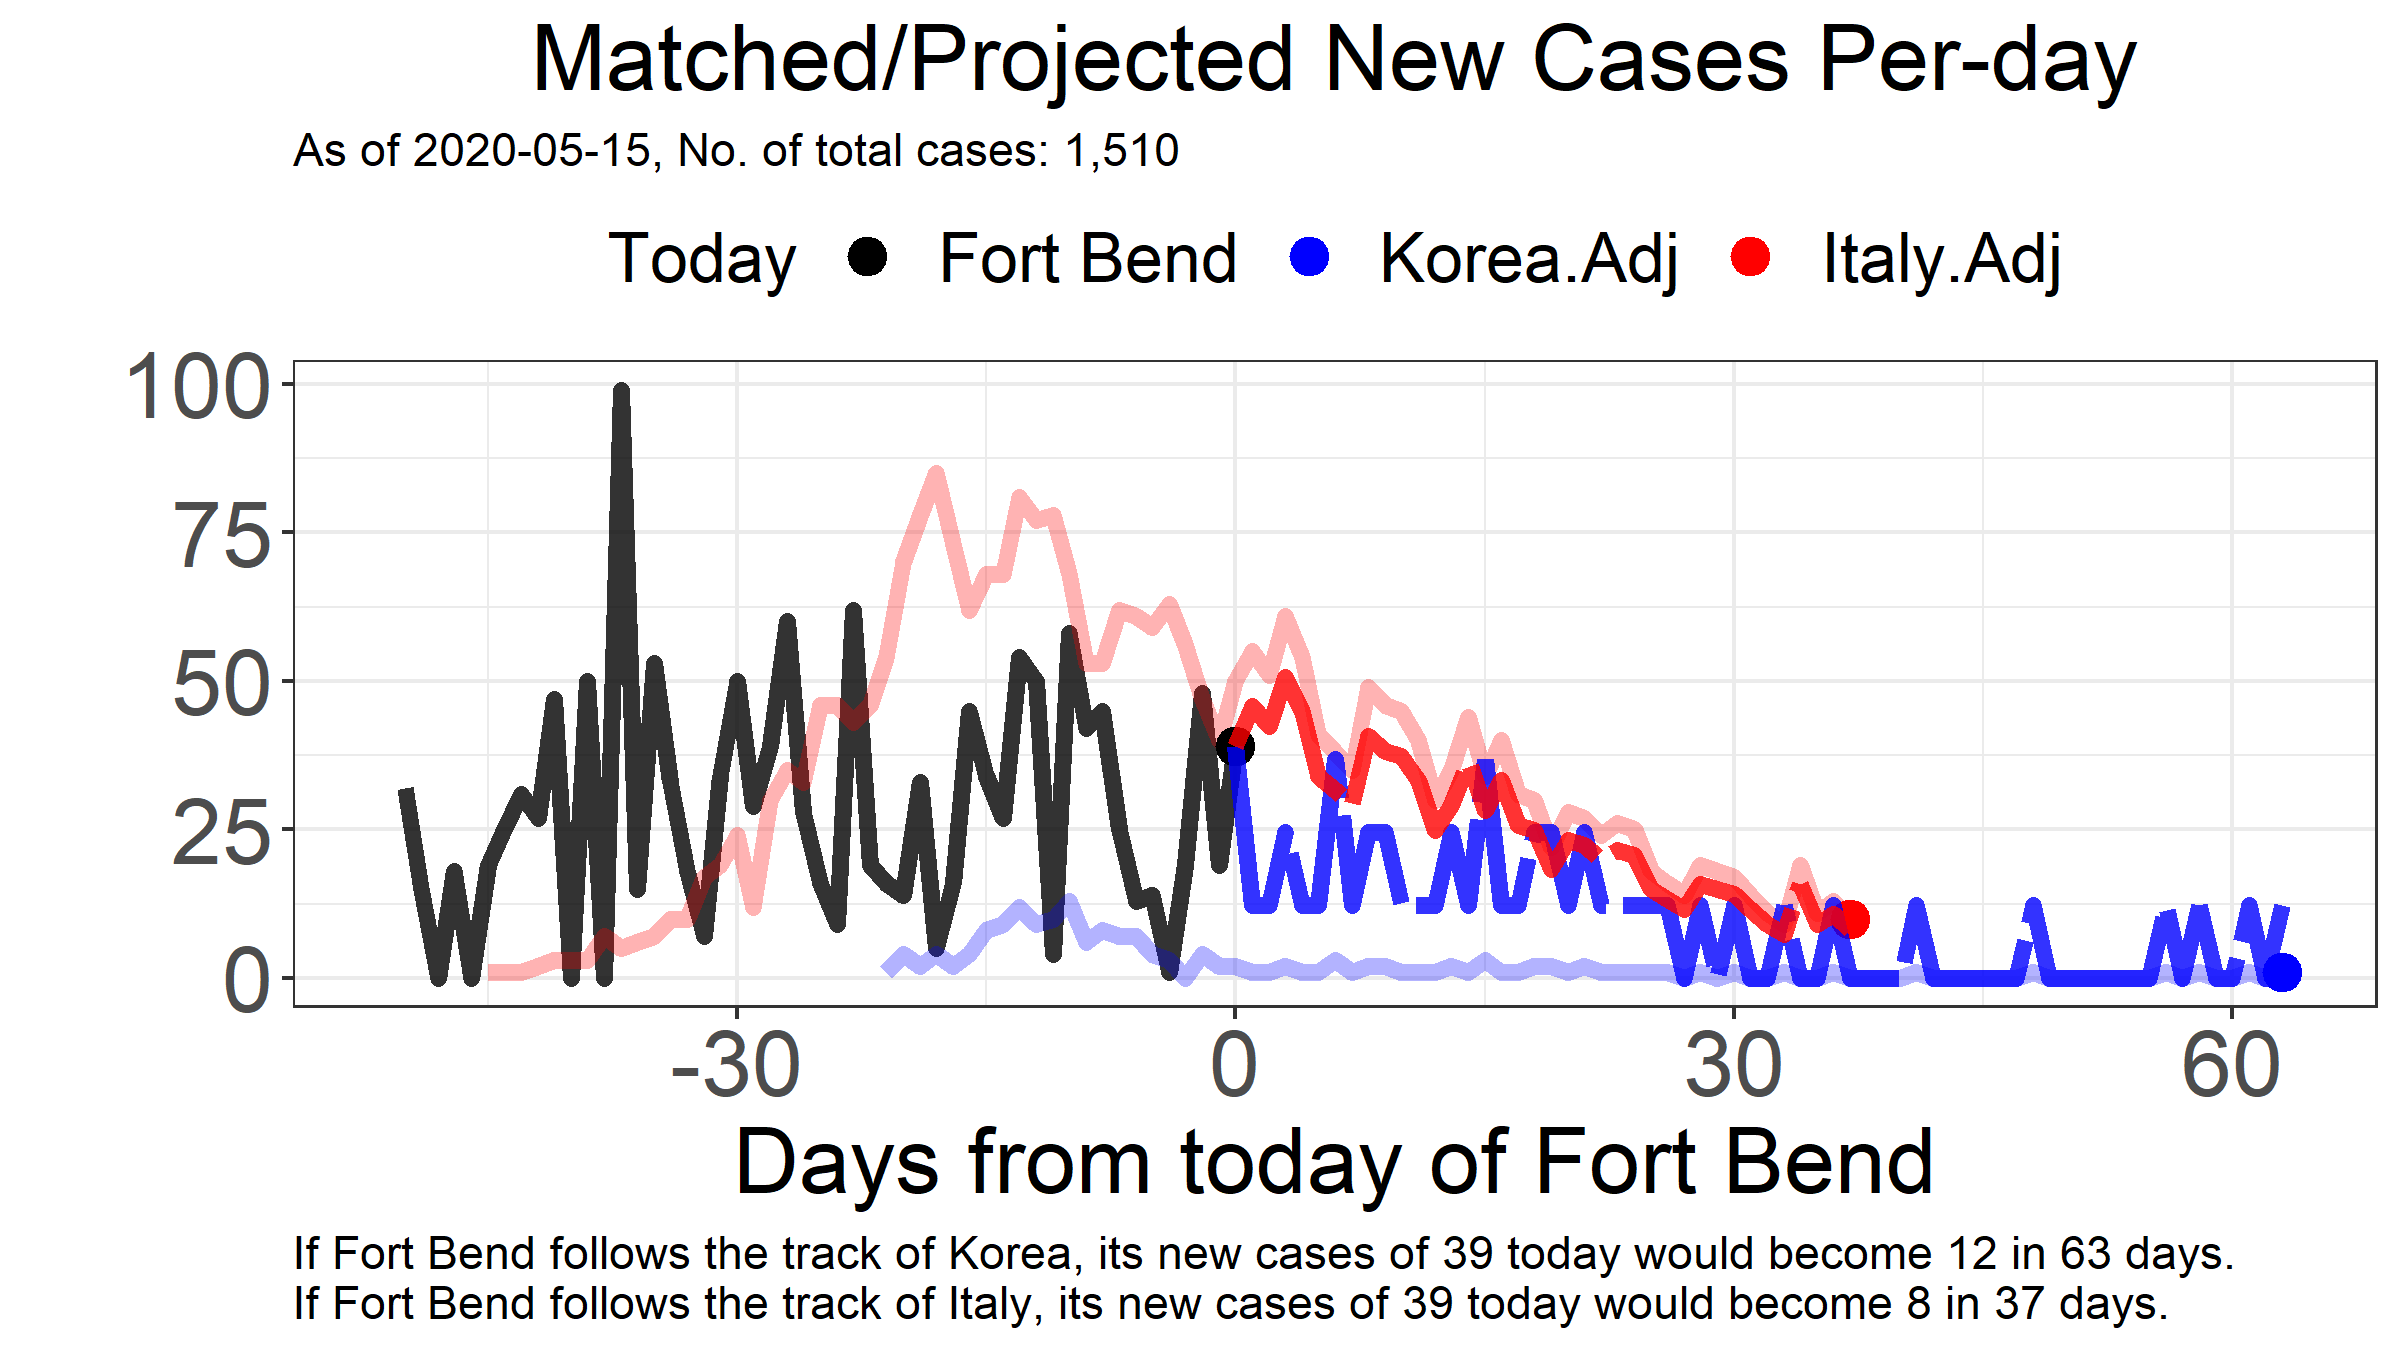 Matched/Projected New Cases Per-day
As of 2020-05-15, No. of total cases: 1,510
Today Fort Bend Korea.Adj Italy.Adj
100
75
50
25
0
-30 0 30 60
Days from today of Fort Bend
If Fort Bend follows the track of Korea, its new cases of 39 today would become 12 in 63 days.
If Fort Bend follows the track of Italy, its new cases of 39 today would become 8 in 37 days.